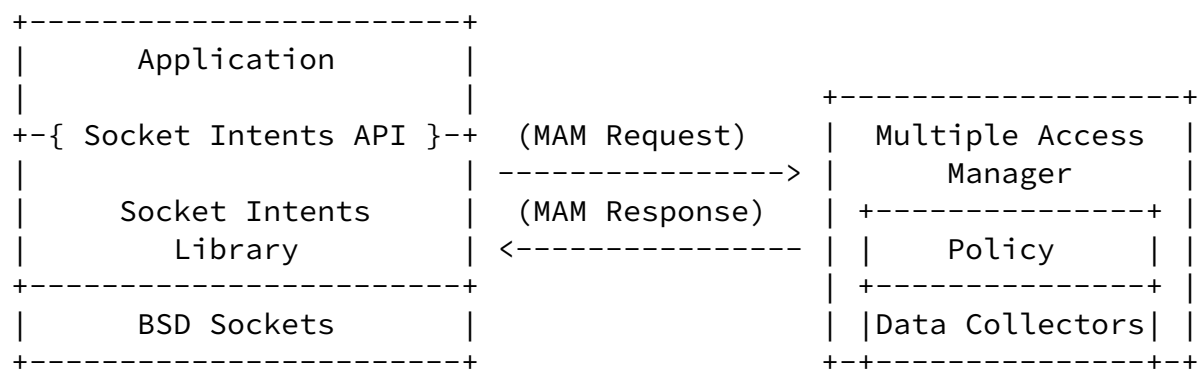 Application
{ Socket Intents API }
Socket Intents
Library
BSD Sockets
(MAM Request)
(MAM Response)
Multiple Access
Manager
Policy
Data Collectors